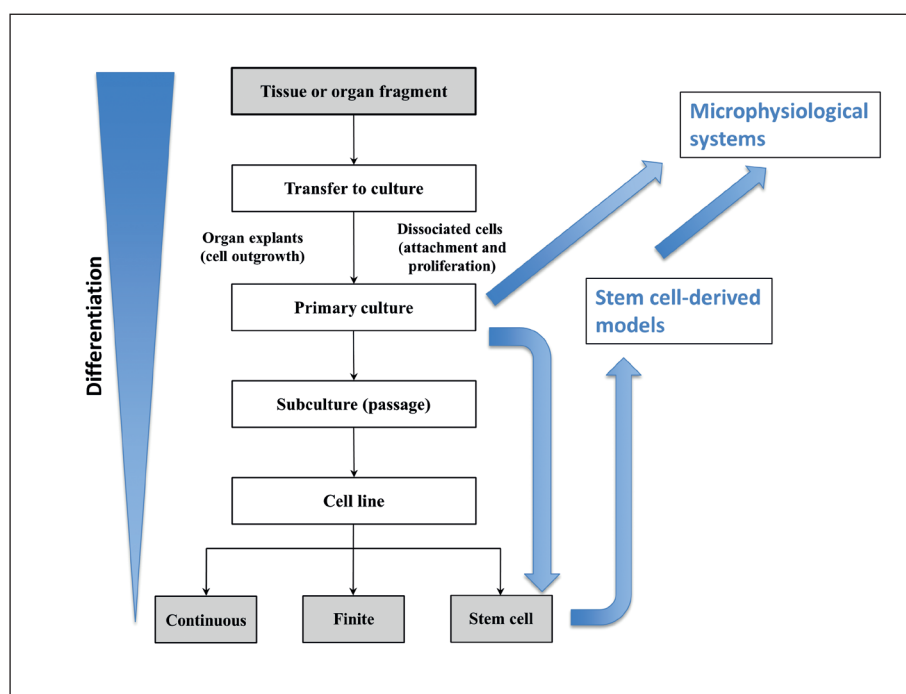 Tissue or organ fragment
Microphysiological
systems
Transfer to culture
Organ explants
(cell outgrowth)
Dissociated cells
(attachment and
proliferation)
Differentiation
Primary culture
Stem cell-derived
models
Subculture (passage)
Cell line
Continuous
Finite
Stem cell